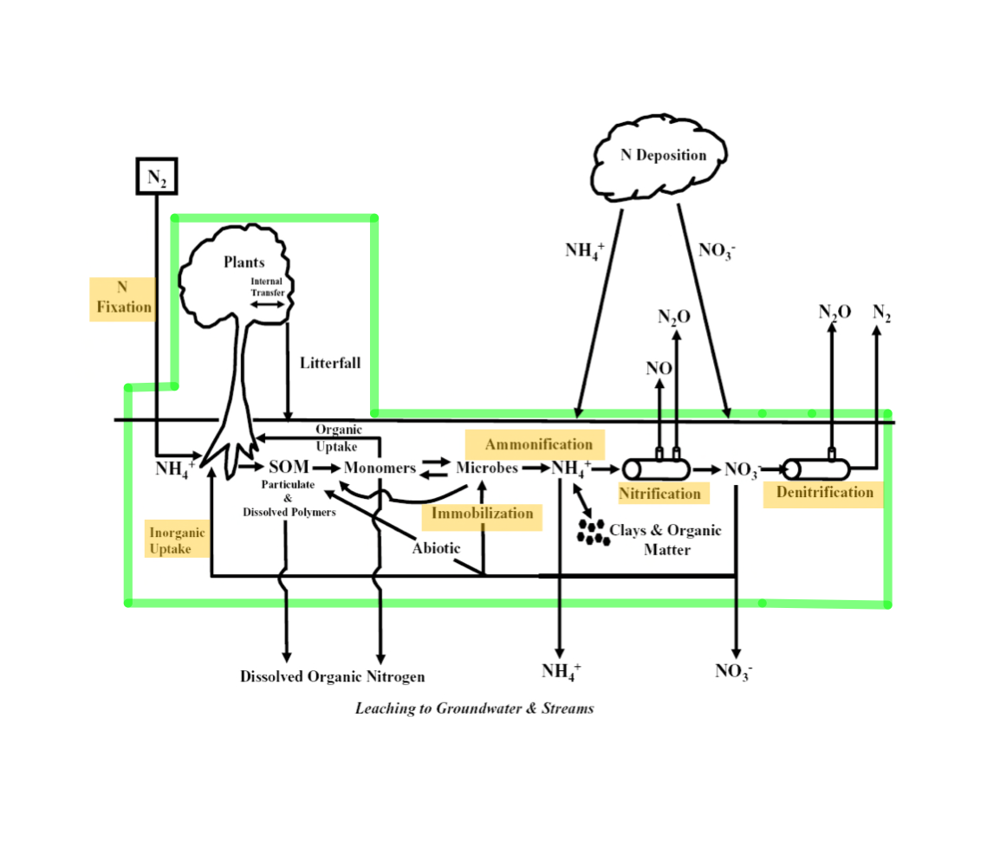 N Deposition
N₂
NH₄⁺
NO₃⁻
Plants
Internal
Transfer
N
Fixation
N₂O
N₂O
N₂
NO
Litterfall
Organic
Uptake
Ammonification
NH₄⁺
SOM
Monomers
Microbes
NH₄⁺
NO₃⁻
Particulate
&
Dissolved Polymers
Nitrification
Denitrification
Immobilization
Inorganic
Uptake
Clays & Organic
Matter
Abiotic
Dissolved Organic Nitrogen
NH₄⁺
NO₃⁻
Leaching to Groundwater & Streams